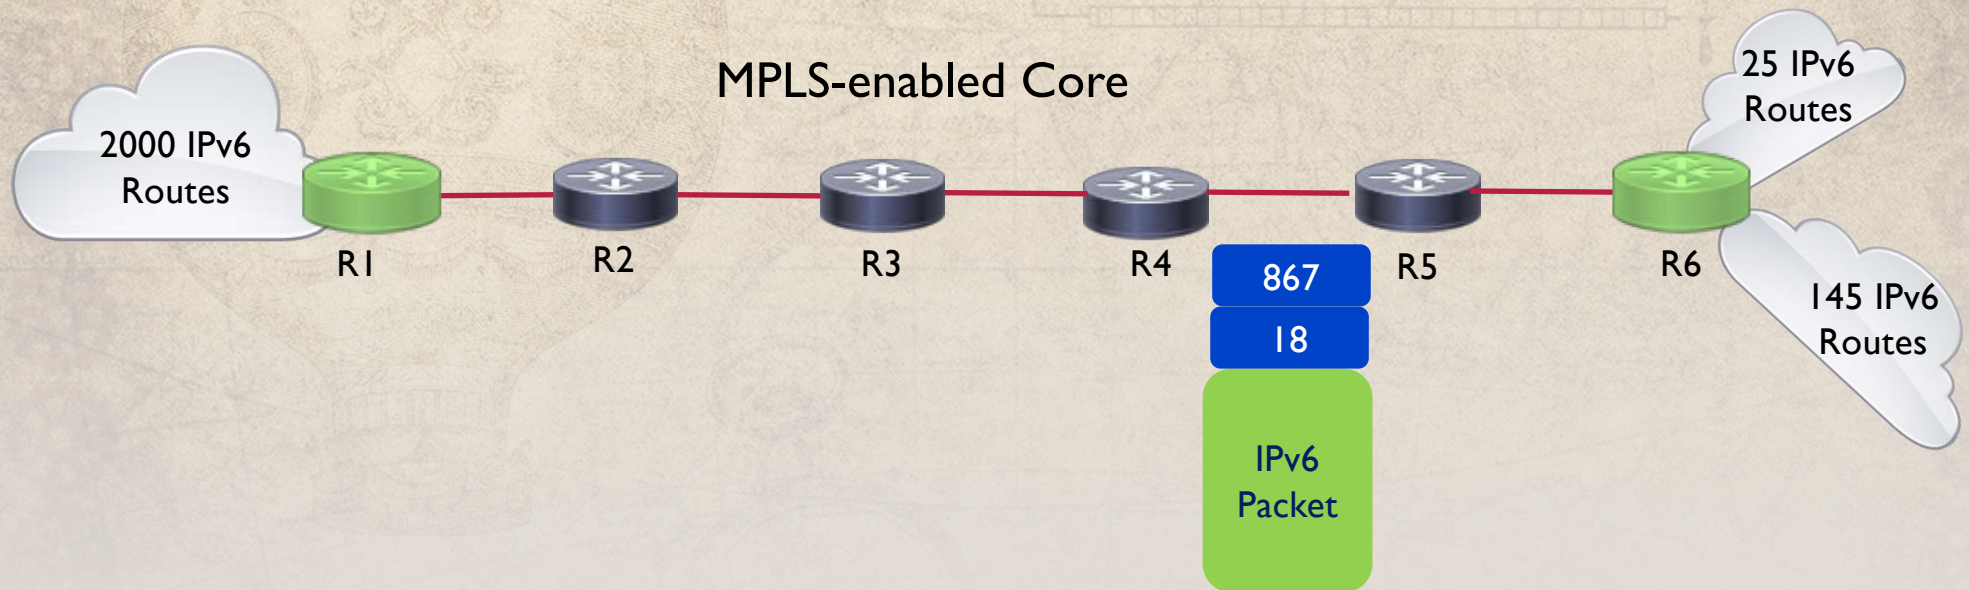 MPLS-enabled Core
2000 IPv6
Routes
25 IPv6
Routes
R1
R2
R3
R4
R5
R6
867
18
IPv6
Packet
145 IPv6
Routes